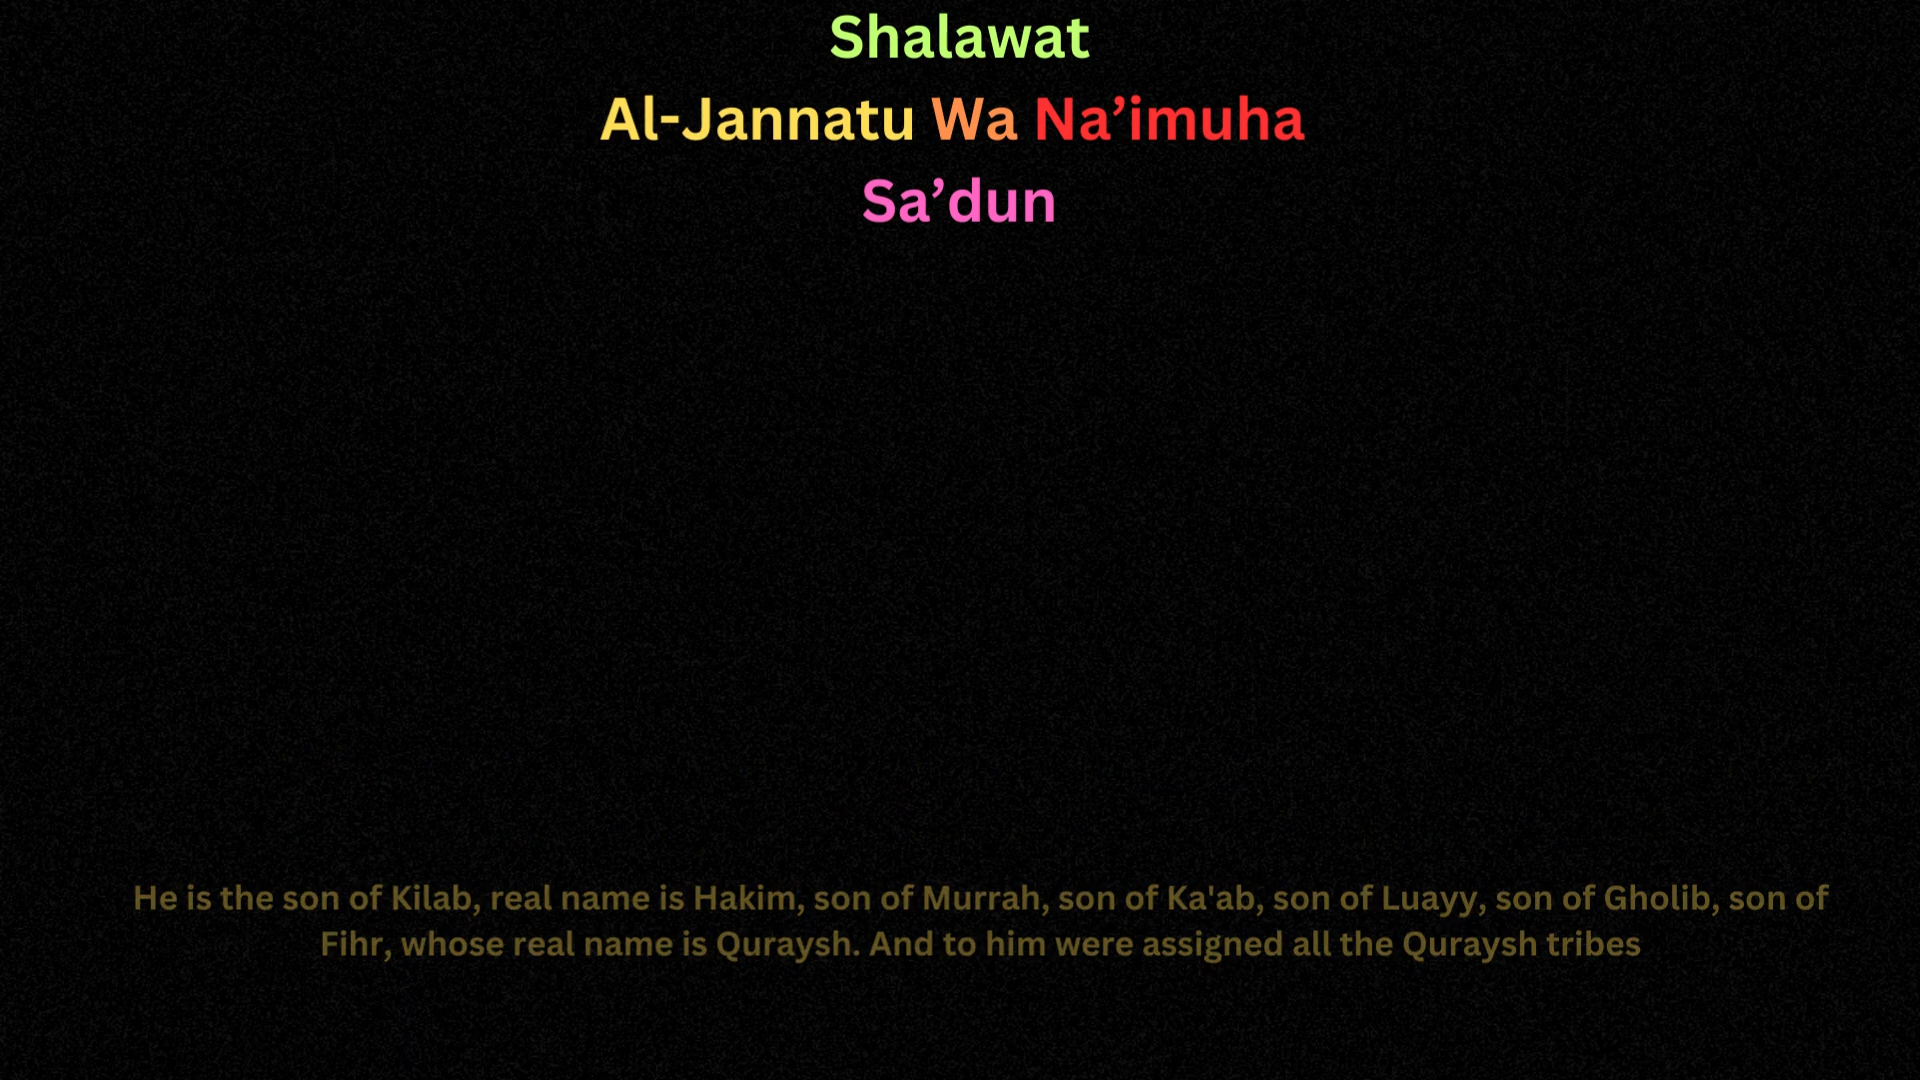 Shalawat
Al-Jannatu Wa Na’imuha
Sa’dun
He is the son of Kilab, real name is Hakim, son of Murrah, son of Ka'ab, son of Luayy, son of Gholib, son of
Fihr, whose real name is Quraysh. And to him were assigned all the Quraysh tribes